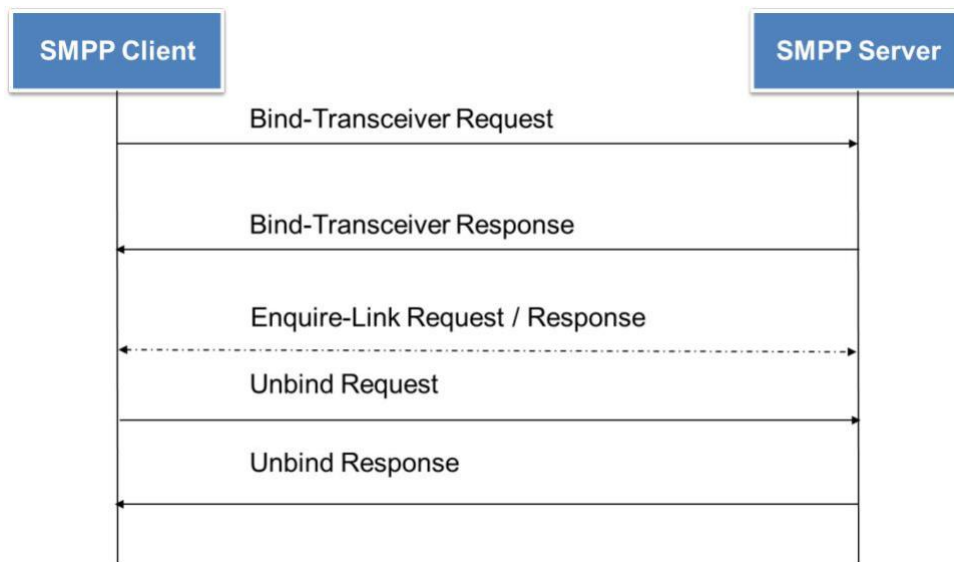 SMPP Client
SMPP Server
Bind-Transceiver Request
Bind-Transceiver Response
Enquire-Link Request / Response
Unbind Request
Unbind Response